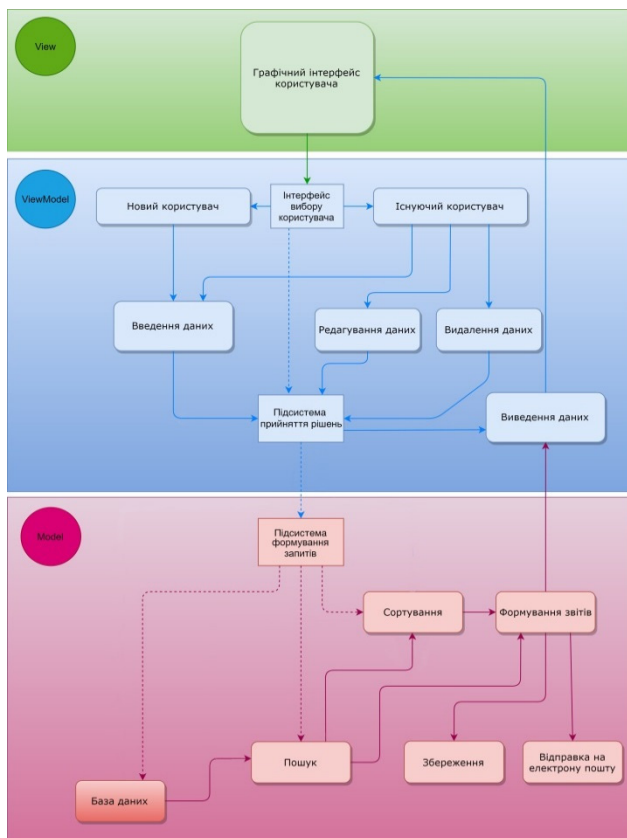 View
Графічний інтерфейс
користувача
ViewModel
Новий користувач
Інтерфейс
вибору
користувача
Існуючий користувач
Введення даних
Редагування даних
Видалення даних
Підсистема
прийняття рішень
Виведення даних
Model
Підсистема
формування
запитів
Сортування
Формування звітів
Пошук
Збереження
Відправка на
електрону пошту
База даних